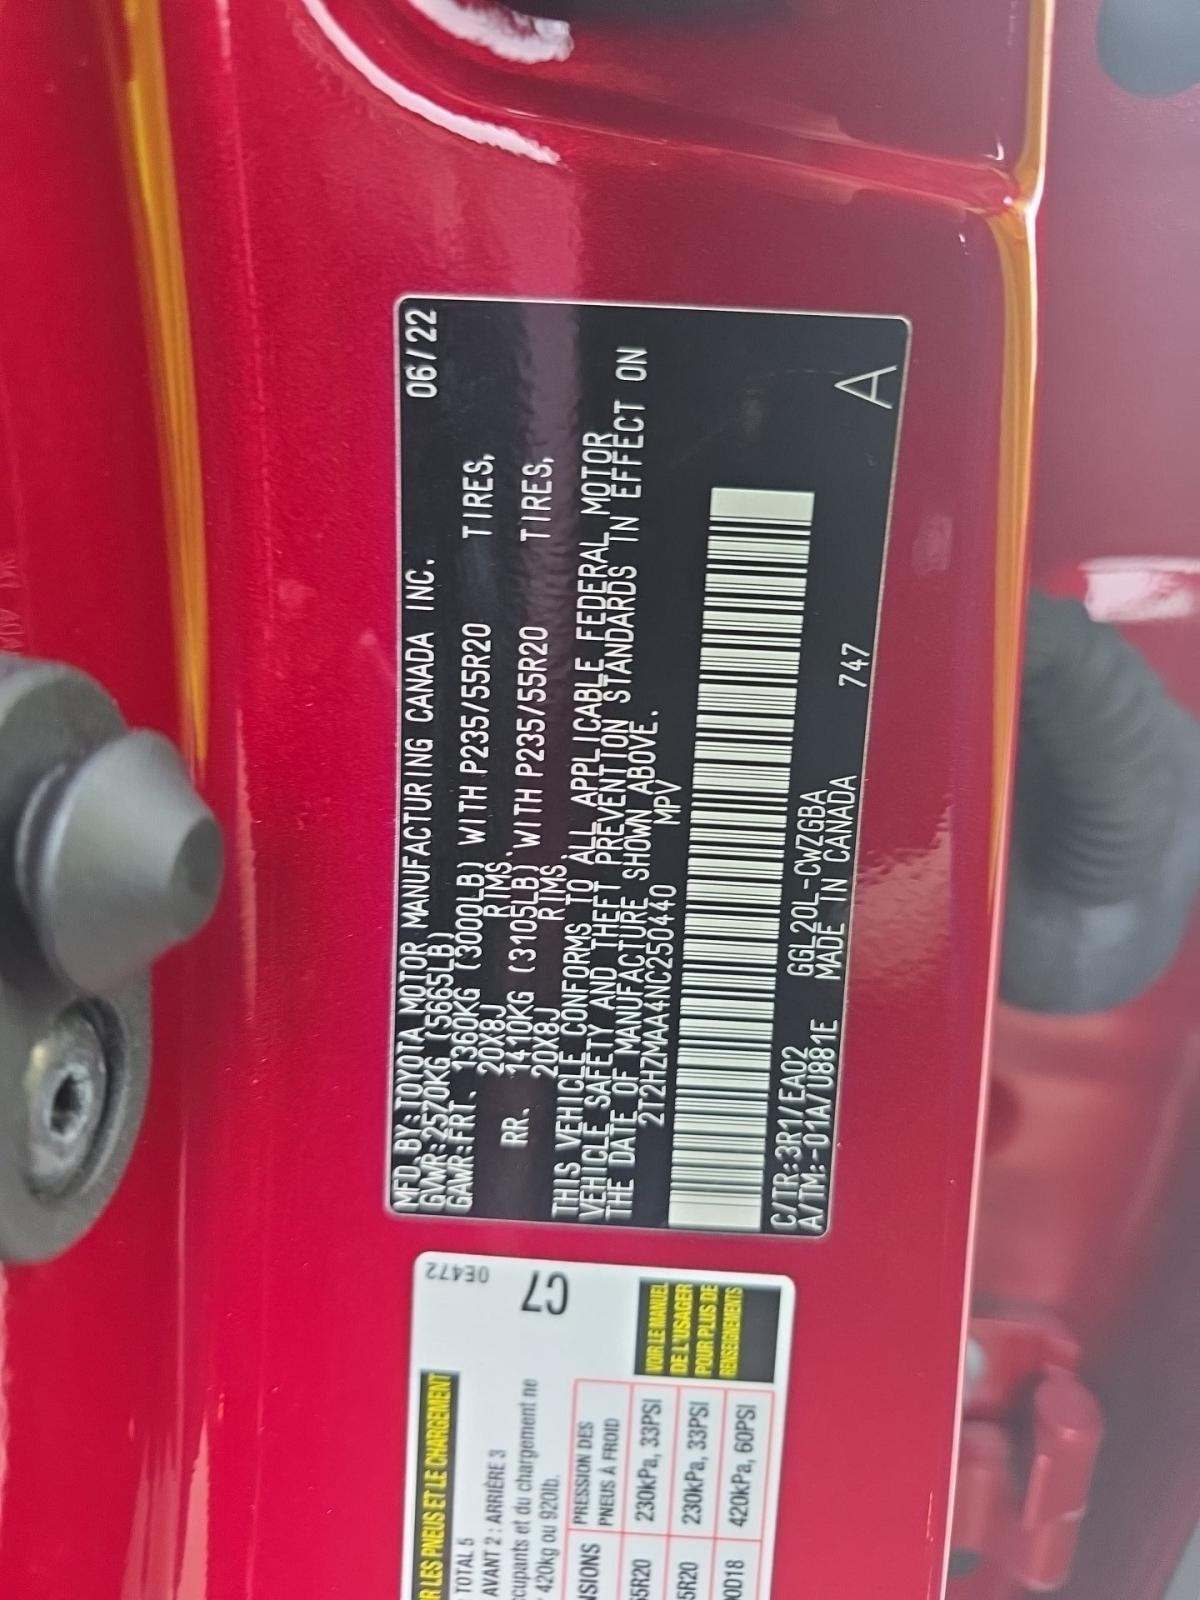 MFD.BY:TOYOTA MOTOR MANUFACTURING CANADA INC. 06/22
GVWR:2570KG (5665LB)
GAWR:FRT. 1360KG (3000LB) WITH P235/55R20 TIRES,
20X8J RIMS.
RR. 1410KG (3105LB) WITH P235/55R20 TIRES,
20X8J RIMS.
THIS VEHICLE CONFORMS TO ALL APPLICABLE FEDERAL MOTOR
VEHICLE SAFETY AND THEFT PREVENTION STANDARDS IN EFFECT ON
THE DATE OF MANUFACTURE SHOWN ABOVE.
2T2HZMAA4NC250440 MPV
C/TR:3R1/EA02 GGL20L-CWZGBA
A/TM:-01A/U881E MADE IN CANADA 747 A
0E472
C7
R LES PNEUS ET LE CHARGEMENT
TOTAL 5
AVANT 2 : ARRIÈRE 3
ccupants et du chargement ne
420kg ou 920lb.
NSIONS PRESSION DES
PNEUS À FROID
5R20 230kPa, 33PSI
5R20 230kPa, 33PSI
0D18 420kPa, 60PSI
VOIR LE MANUEL
DE L'USAGER
POUR PLUS DE
RENSEIGNEMENTS